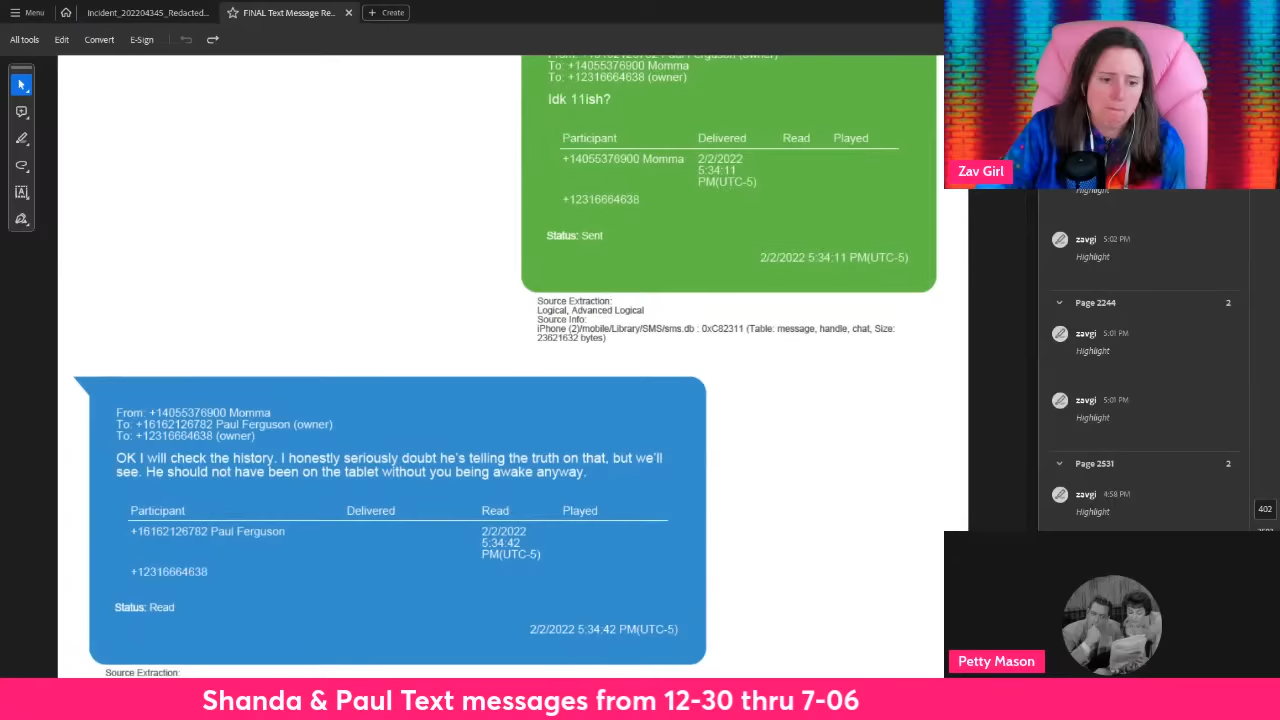 Menu
Incident_202204345_Redacted...
FINAL Text Message Re...
Create
All tools
Edit
Convert
E-Sign
To: +14055376900 Momma
To: +12316664638 (owner)
Idk 11ish?
Participant Delivered Read Played
+14055376900 Momma 2/2/2022
5:34:11
PM(UTC-5)
+12316664638
Status: Sent
2/2/2022 5:34:11 PM(UTC-5)
Source Extraction:
Logical, Advanced Logical
Source Info:
iPhone (2)/mobile/Library/SMS/sms.db : 0xC82311 (Table: message, handle, chat, Size:
23621632 bytes)
From: +14055376900 Momma
To: +16162126782 Paul Ferguson (owner)
To: +12316664638 (owner)
OK I will check the history. I honestly seriously doubt he's telling the truth on that, but we'll
see. He should not have been on the tablet without you being awake anyway.
Participant Delivered Read Played
+16162126782 Paul Ferguson 2/2/2022
5:34:42
PM(UTC-5)
+12316664638
Status: Read
2/2/2022 5:34:42 PM(UTC-5)
Source Extraction:
Zav Girl
Highlight
zavgi 5:02 PM
Highlight
Page 2244 2
zavgi 5:01 PM
Highlight
zavgi 5:01 PM
Highlight
Page 2531 2
zavgi 4:58 PM
Highlight
402
Petty Mason
Shanda & Paul Text messages from 12-30 thru 7-06